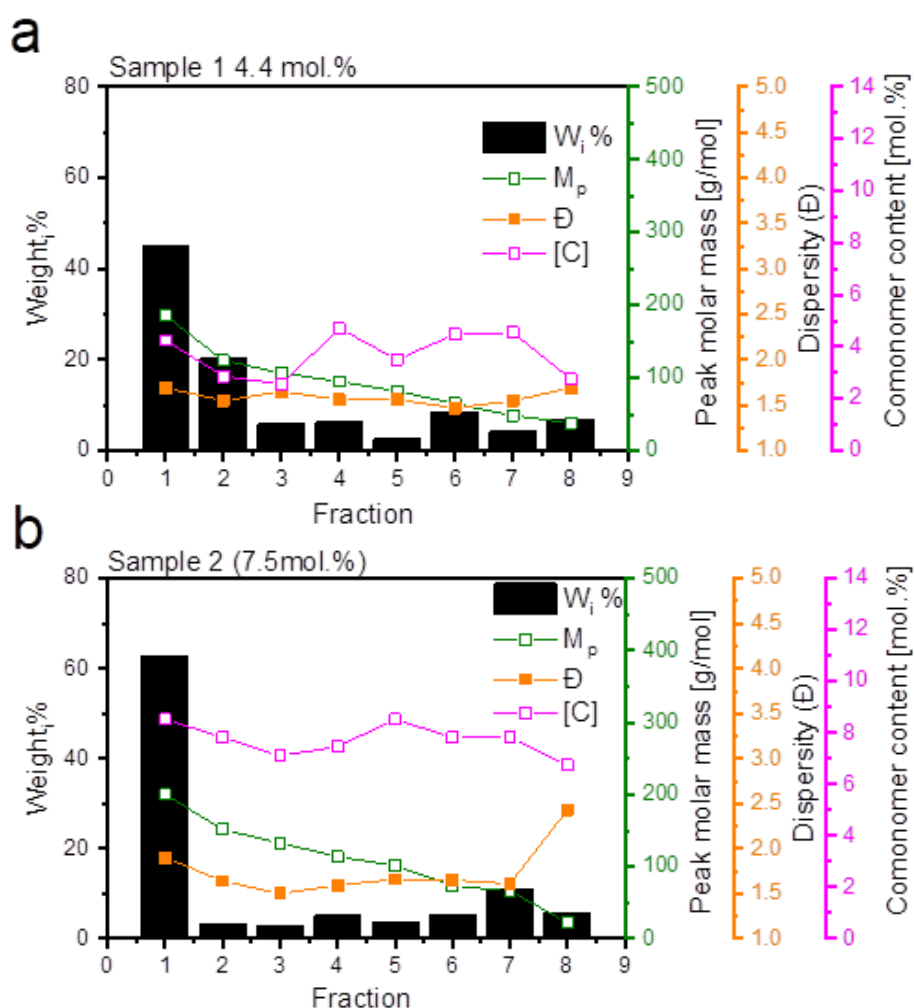 a
Sample 1 4.4 mol.%
Weight,%
80
60
40
20
0
0 1 2 3 4 5 6 7 8 9
Fraction
W_i %
M_p
Đ
[C]
500
400
300
200
100
0
Peak molar mass [g/mol]
5.0
4.5
4.0
3.5
3.0
2.5
2.0
1.5
1.0
Dispersity (Đ)
14
12
10
8
6
4
2
0
Comonomer content [mol.%]
b
Sample 2 (7.5mol.%)
Weight,%
80
60
40
20
0
0 1 2 3 4 5 6 7 8 9
Fraction
W_i %
M_p
Đ
[C]
500
400
300
200
100
0
Peak molar mass [g/mol]
5.0
4.5
4.0
3.5
3.0
2.5
2.0
1.5
1.0
Dispersity (Đ)
14
12
10
8
6
4
2
0
Comonomer content [mol.%]